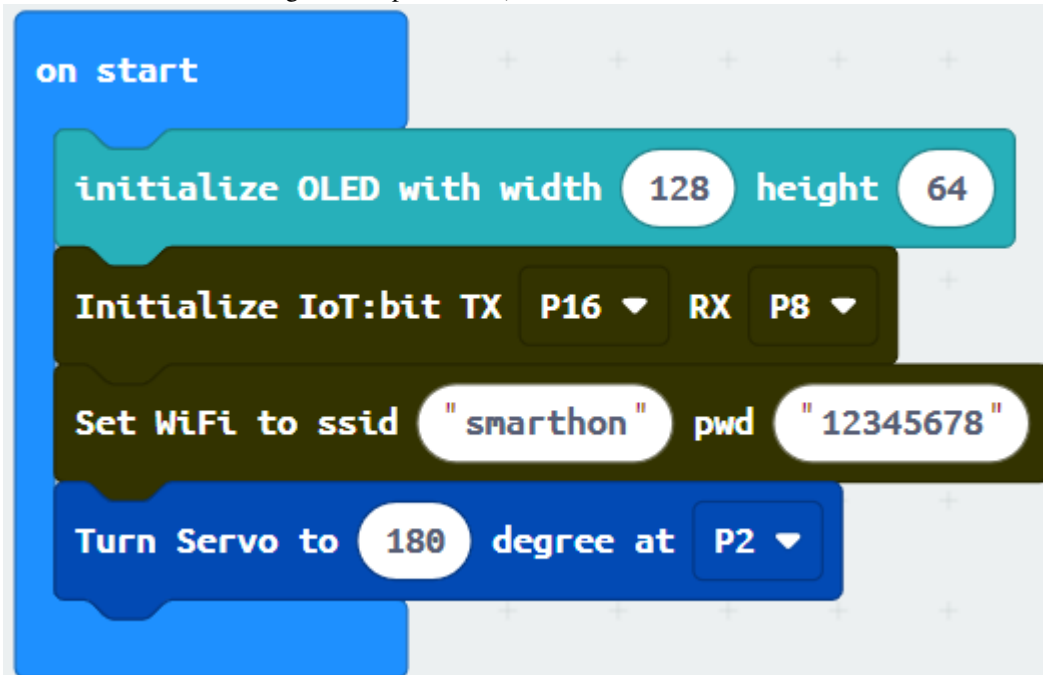 on start
initialize OLED with width 128 height 64
Initialize IoT:bit TX P16 RX P8
Set WiFi to ssid "smarthon" pwd "12345678"
Turn Servo to 180 degree at P2